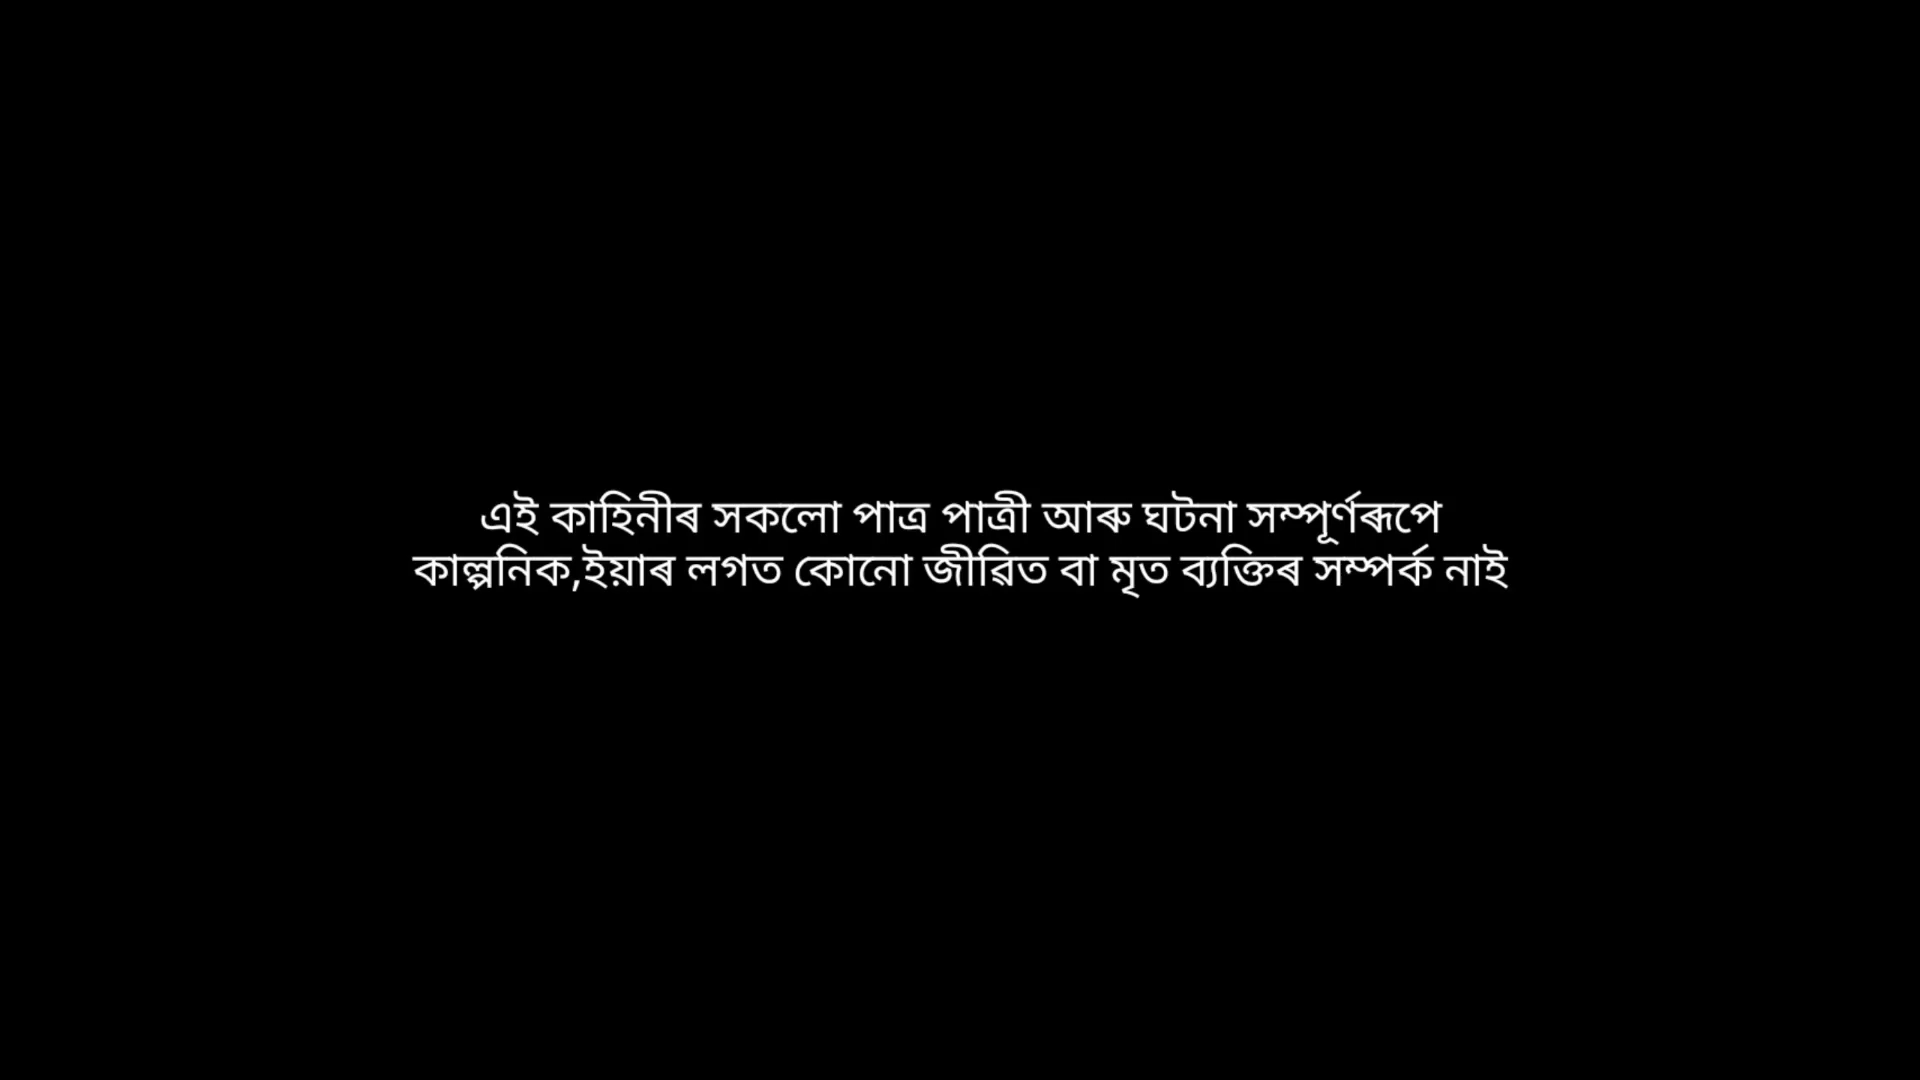 এই কাহিনীৰ সকলো পাত্ৰ পাত্ৰী আৰু ঘটনা সম্পূৰ্ণৰূপে
কাল্পনিক,ইয়াৰ লগত কোনো জীৱিত বা মৃত ব্যক্তিৰ সম্পৰ্ক নাই